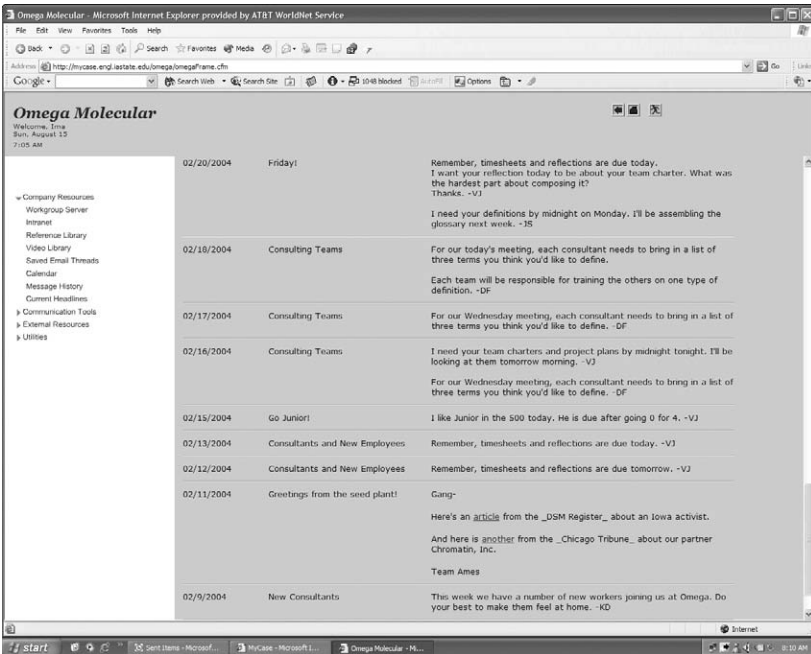 Omega Molecular - Microsoft Internet Explorer provided by AT&T WorldNet Service
File Edit View Favorites Tools Help
Back Search Favorites Media
Address http://mycase.engl.iastate.edu/omega/omegaFrame.cfm Go Links
Google Search Web Search Site 1048 blocked AutoFill Options
Omega Molecular
Welcome, Irna
Sun, August 15
7:05 AM
Company Resources
Workgroup Server
Intranet
Reference Library
Video Library
Saved Email Threads
Calendar
Message History
Current Headlines
Communication Tools
External Resources
Utilities
02/20/2004 Friday! Remember, timesheets and reflections are due today.
I want your reflection today to be about your team charter. What was
the hardest part about composing it?
Thanks. -VJ
I need your definitions by midnight on Monday. I'll be assembling the
glossary next week. -JS
02/18/2004 Consulting Teams For our today's meeting, each consultant needs to bring in a list of
three terms you think you'd like to define.
Each team will be responsible for training the others on one type of
definition. -DF
02/17/2004 Consulting Teams For our Wednesday meeting, each consultant needs to bring in a list of
three terms you think you'd like to define. -DF
02/16/2004 Consulting Teams I need your team charters and project plans by midnight tonight. I'll be
looking at them tomorrow morning. -VJ
For our Wednesday meeting, each consultant needs to bring in a list of
three terms you think you'd like to define. -DF
02/15/2004 Go Junior! I like Junior in the 500 today. He is due after going 0 for 4. -VJ
02/13/2004 Consultants and New Employees Remember, timesheets and reflections are due today. -VJ
02/12/2004 Consultants and New Employees Remember, timesheets and reflections are due tomorrow. -VJ
02/11/2004 Greetings from the seed plant! Gang-
Here's an article from the _DSM Register_ about an Iowa activist.
And here is another from the _Chicago Tribune_ about our partner
Chromatin, Inc.
Team Ames
02/9/2004 New Consultants This week we have a number of new workers joining us at Omega. Do
your best to make them feel at home. -KD
Internet
start Sent Items - Microsof... MyCase - Microsoft I... Omega Molecular - Mi... 8:10 AM